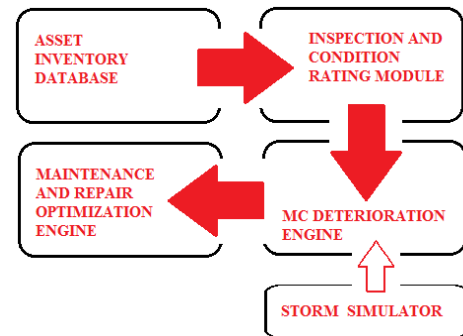 ASSET
INVENTORY
DATABASE
INSPECTION AND
CONDITION
RATING MODULE
MAINTENANCE
AND REPAIR
OPTIMIZATION
ENGINE
MC DETERIORATION
ENGINE
STORM SIMULATOR